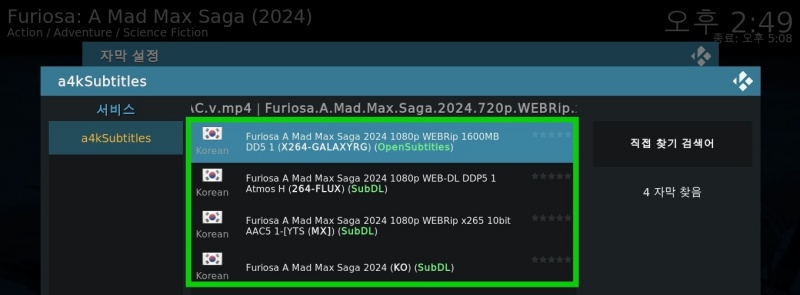 Furiosa: A Mad Max Saga (2024)
오후 2:49
Action / Adventure / Science Fiction
종료: 오후 5:08
자막 설정
a4kSubtitles
서비스
AC.v.mp4 | Furiosa.A.Mad.Max.Saga.2024.720p.WEBRip.
a4kSubtitles
Korean
Furiosa A Mad Max Saga 2024 1080p WEBRip 1600MB
DD5 1 (X264-GALAXYRG) (OpenSubtitles)
Korean
Furiosa A Mad Max Saga 2024 1080p WEB-DL DDP5 1
Atmos H (264-FLUX) (SubDL)
Korean
Furiosa A Mad Max Saga 2024 1080p WEBRip x265 10bit
AAC5 1-[YTS (MX]) (SubDL)
Korean
Furiosa A Mad Max Saga 2024 (KO) (SubDL)
직접 찾기 검색어
4 자막 찾음